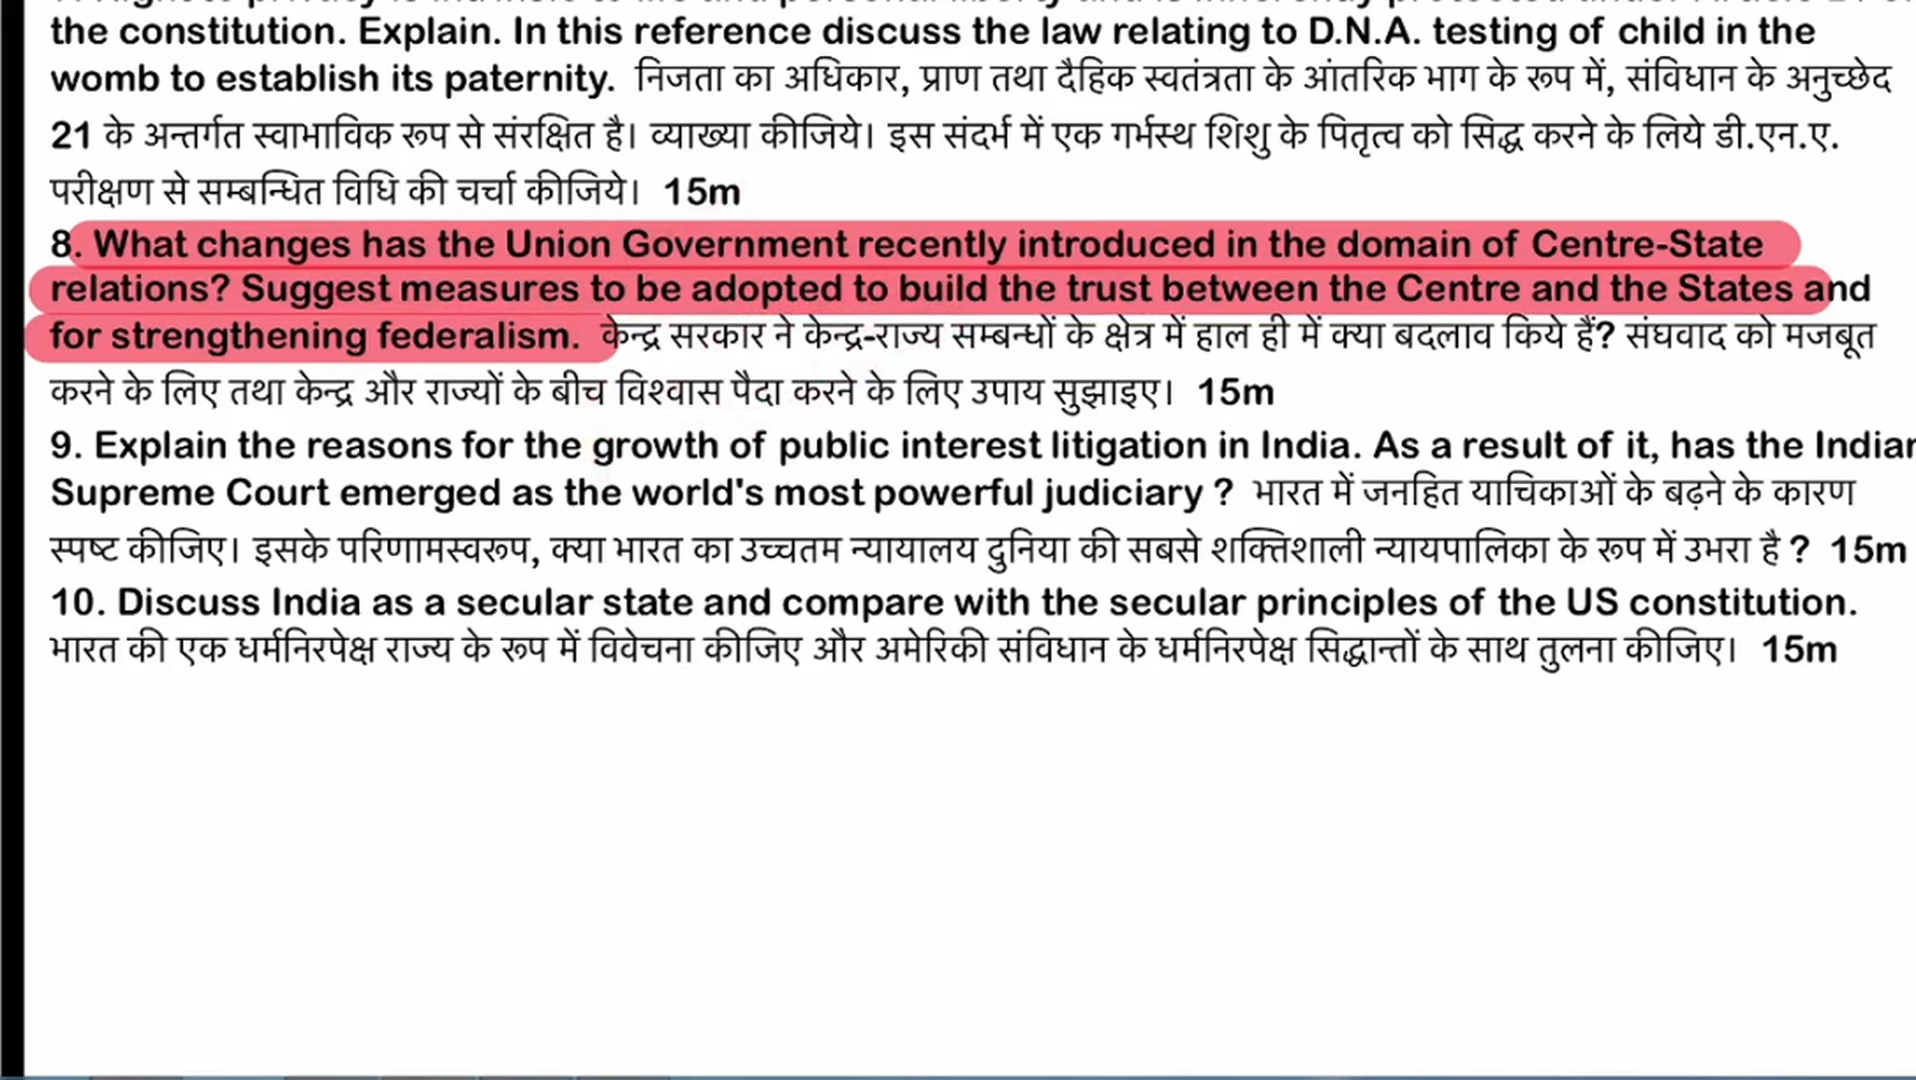 the constitution. Explain. In this reference discuss the law relating to D.N.A. testing of child in the
womb to establish its paternity. निजता का अधिकार, प्राण तथा दैहिक स्वतंत्रता के आंतरिक भाग के रूप में, संविधान के अनुच्छेद
21 के अन्तर्गत स्वाभाविक रूप से संरक्षित है। व्याख्या कीजिये। इस संदर्भ में एक गर्भस्थ शिशु के पितृत्व को सिद्ध करने के लिये डी.एन.ए.
परीक्षण से सम्बन्धित विधि की चर्चा कीजिये। 15m
8. What changes has the Union Government recently introduced in the domain of Centre-State
relations? Suggest measures to be adopted to build the trust between the Centre and the States and
for strengthening federalism. केन्द्र सरकार ने केन्द्र-राज्य सम्बन्धों के क्षेत्र में हाल ही में क्या बदलाव किये हैं? संघवाद को मजबूत
करने के लिए तथा केन्द्र और राज्यों के बीच विश्वास पैदा करने के लिए उपाय सुझाइए। 15m
9. Explain the reasons for the growth of public interest litigation in India. As a result of it, has the Indian
Supreme Court emerged as the world's most powerful judiciary ? भारत में जनहित याचिकाओं के बढ़ने के कारण
स्पष्ट कीजिए। इसके परिणामस्वरूप, क्या भारत का उच्चतम न्यायालय दुनिया की सबसे शक्तिशाली न्यायपालिका के रूप में उभरा है ? 15m
10. Discuss India as a secular state and compare with the secular principles of the US constitution.
भारत की एक धर्मनिरपेक्ष राज्य के रूप में विवेचना कीजिए और अमेरिकी संविधान के धर्मनिरपेक्ष सिद्धान्तों के साथ तुलना कीजिए। 15m